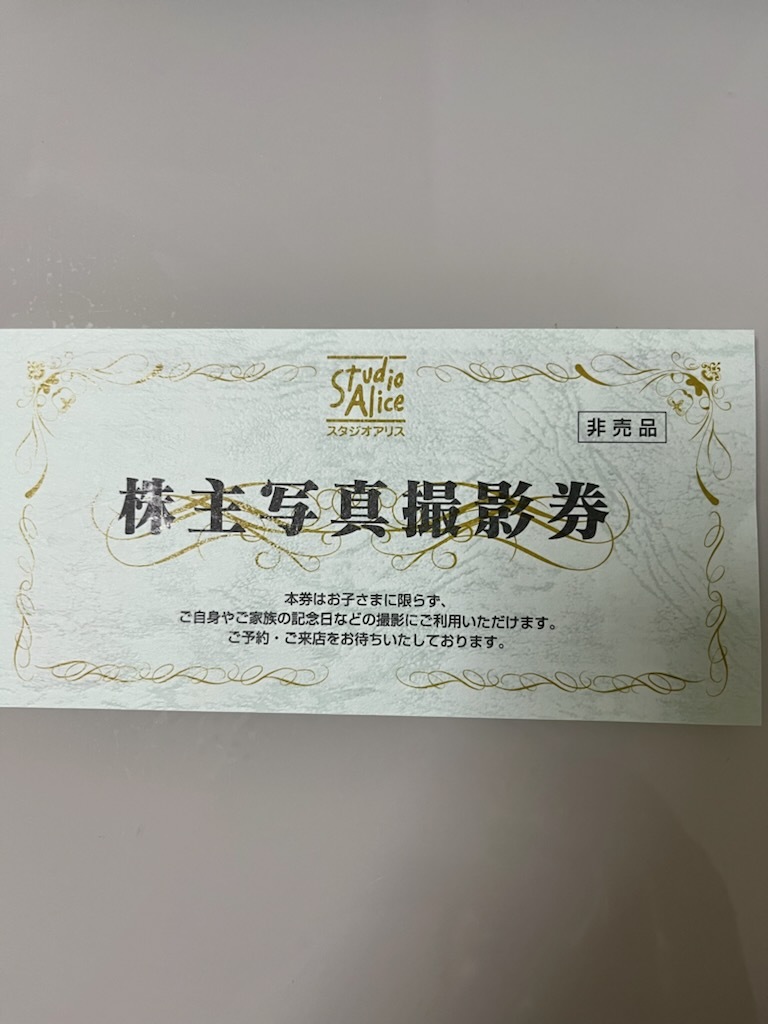 Studio
Alice
スタジオアリス
非売品
株主写真撮影券
本券はお子さまに限らず、
ご自身やご家族の記念日などの撮影にご利用いただけます。
ご予約・ご来店をお待ちいたしております。